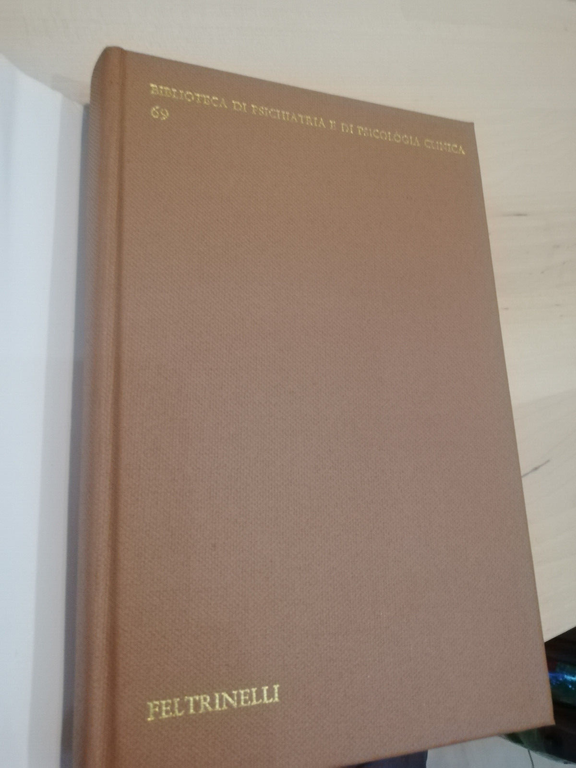 BIBLIOTECA DI PSICHIATRIA E DI PSICOLOGIA CLINICA
69
FELTRINELLI